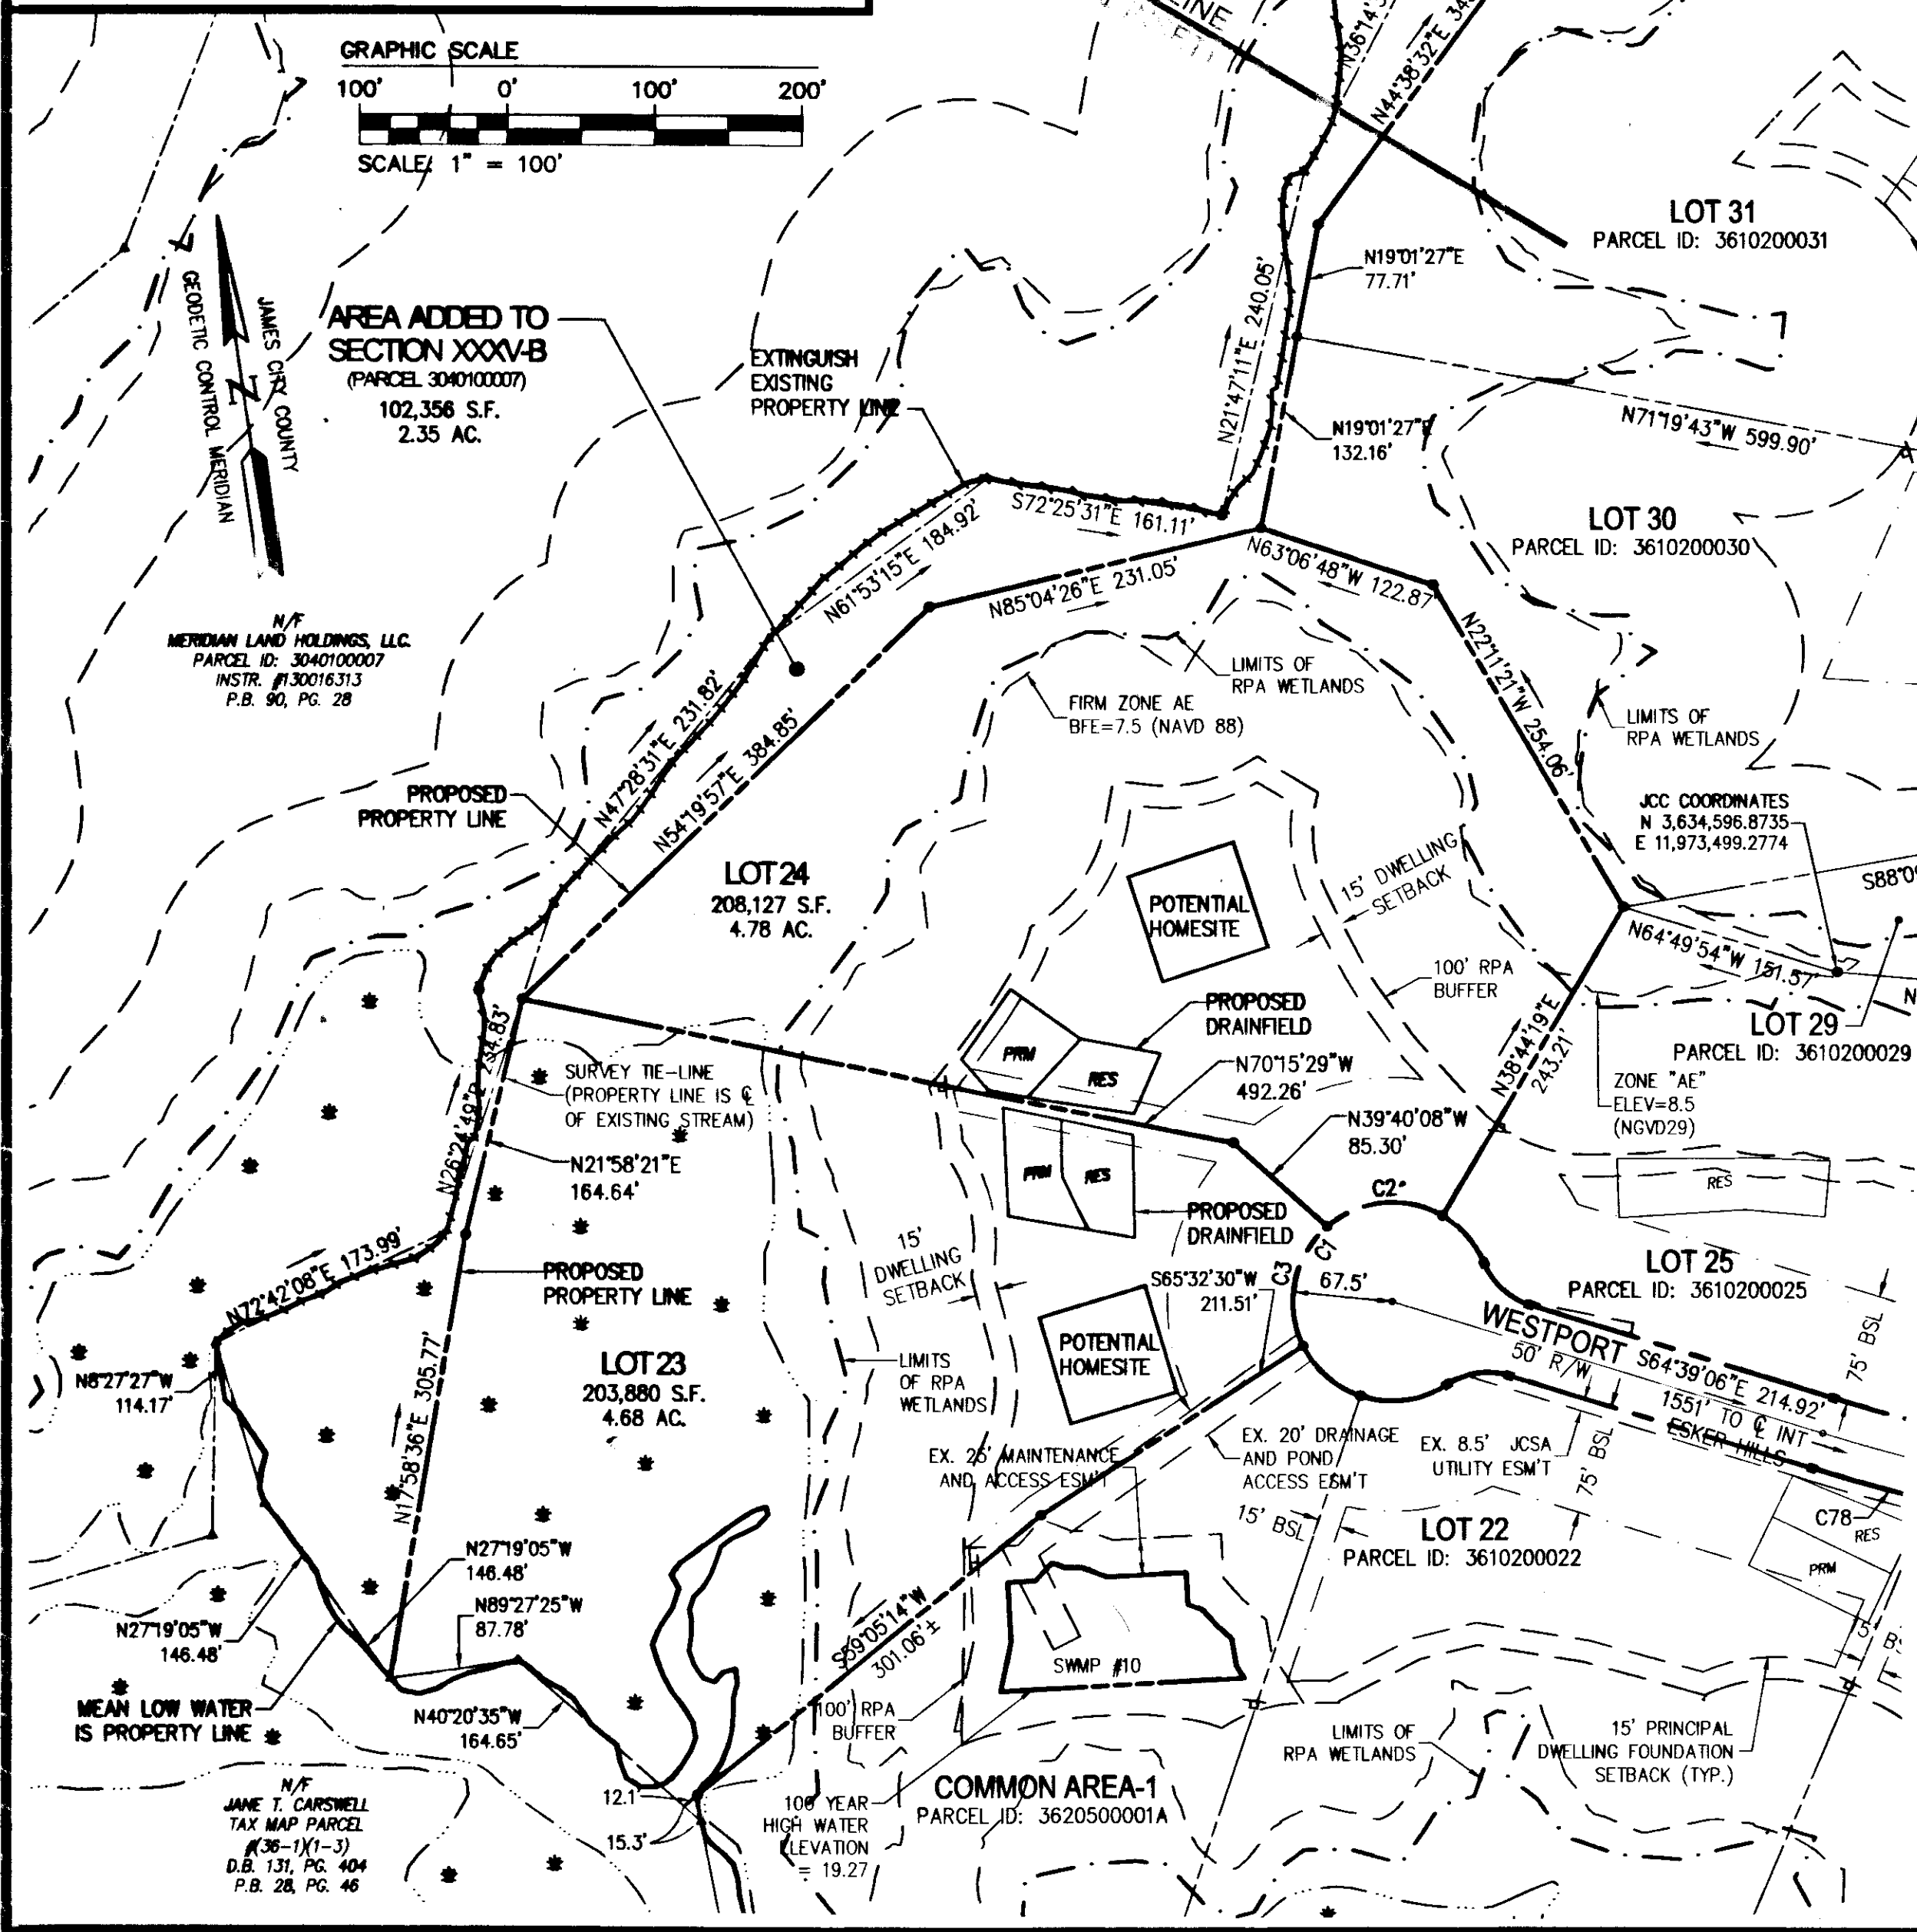 GRAPHIC SCALE
100' 0' 100' 200'
SCALE: 1" = 100'
LINE
N36°14'3
N44°38'32"E 34
LOT 31
PARCEL ID: 3610200031
N19°01'27"E
77.71'
JAMES CITY COUNTY
GEODETIC CONTROL MERIDIAN
N
AREA ADDED TO
SECTION XXXV-B
(PARCEL 3040100007)
102,356 S.F.
2.35 AC.
EXTINGUISH
EXISTING
PROPERTY LINE
N21°47'11"E 240.05'
N19°01'27"E
132.16'
N71°19'43"W 599.90'
S72°25'31"E 161.11'
N61°53'15"E 184.92'
LOT 30
PARCEL ID: 3610200030
N63°06'48"W 122.87'
N85°04'26"E 231.05'
N/F
MERIDIAN LAND HOLDINGS, LLC.
PARCEL ID: 3040100007
INSTR. #130016313
P.B. 90, PG. 28
LIMITS OF
RPA WETLANDS
FIRM ZONE AE
BFE=7.5 (NAVD 88)
N22°11'21"W 254.06'
LIMITS OF
RPA WETLANDS
N47°28'31"E 231.82'
N54°19'57"E 384.85'
PROPOSED
PROPERTY LINE
JCC COORDINATES
N 3,634,596.8735
E 11,973,499.2774
LOT 24
208,127 S.F.
4.78 AC.
POTENTIAL
HOMESITE
15' DWELLING
SETBACK
S88°0
N64°49'54"W 151.57'
100' RPA
BUFFER
N
PROPOSED
DRAINFIELD
LOT 29
PARCEL ID: 3610200029
PRM
RES
N70°15'29"W
492.26'
N38°44'19"E
243.21'
ZONE "AE"
ELEV=8.5
(NGVD29)
SURVEY TIE-LINE
(PROPERTY LINE IS ℄
OF EXISTING STREAM)
N26°24'49"E 234.83'
N39°40'08"W
85.30'
N21°58'21"E
164.64'
PRM
RES
C2
RES
PROPOSED
DRAINFIELD
C1
15'
DWELLING
SETBACK
N72°42'08"E 173.99'
PROPOSED
PROPERTY LINE
S65°32'30"W
211.51'
C3
67.5'
LOT 25
PARCEL ID: 3610200025
WESTPORT
50' R/W
S64°39'06"E 214.92'
1551' TO ℄ INT
ESKER HILLS
75' BSL
POTENTIAL
HOMESITE
N8°27'27"W
114.17'
LOT 23
203,880 S.F.
4.68 AC.
LIMITS
OF RPA
WETLANDS
N17°58'36"E 305.77'
EX. 25' MAINTENANCE
AND ACCESS ESM'T
EX. 20' DRAINAGE
AND POND
ACCESS ESM'T
EX. 8.5' JCSA
UTILITY ESM'T
75' BSL
15' BSL
LOT 22
PARCEL ID: 3610200022
C78
RES
PRM
N27°19'05"W
146.48'
N89°27'25"W
87.78'
N27°19'05"W
146.48'
S59°05'14"W
301.06'±
SWMP #10
MEAN LOW WATER
IS PROPERTY LINE
N40°20'35"W
164.65'
100' RPA
BUFFER
LIMITS OF
RPA WETLANDS
15' PRINCIPAL
DWELLING FOUNDATION
SETBACK (TYP.)
N/F
JANE T. CARSWELL
TAX MAP PARCEL
#(36-1)(1-3)
D.B. 131, PG. 404
P.B. 28, PG. 46
12.1'
15.3'
100 YEAR
HIGH WATER
ELEVATION
= 19.27
COMMON AREA-1
PARCEL ID: 3620500001A